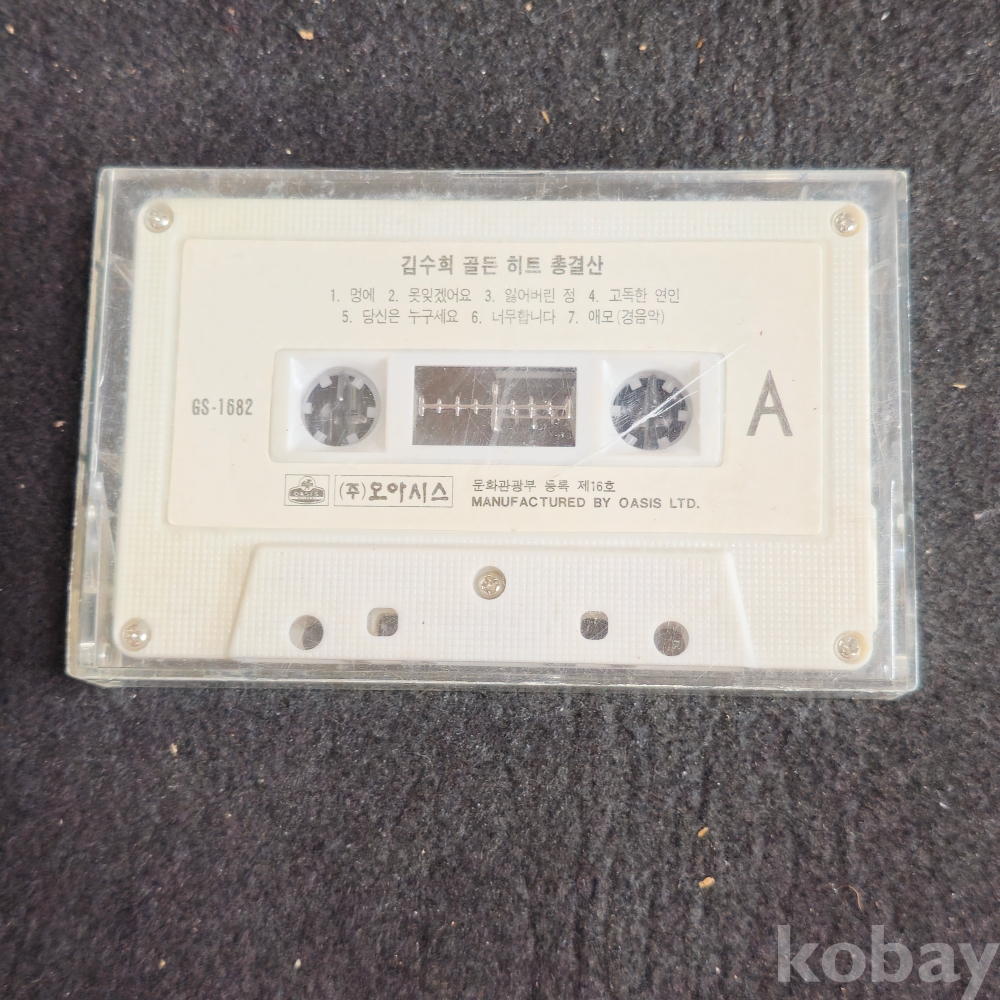 김수희 골든 히트 총결산
1. 멍에 2. 못잊겠어요 3. 잃어버린 정 4. 고독한 연인
5. 당신은 누구세요 6. 너무합니다 7. 애모(경음악)
GS-1682
A
OASIS
(주)오아시스
문화관광부 등록 제16호
MANUFACTURED BY OASIS LTD.
kobay